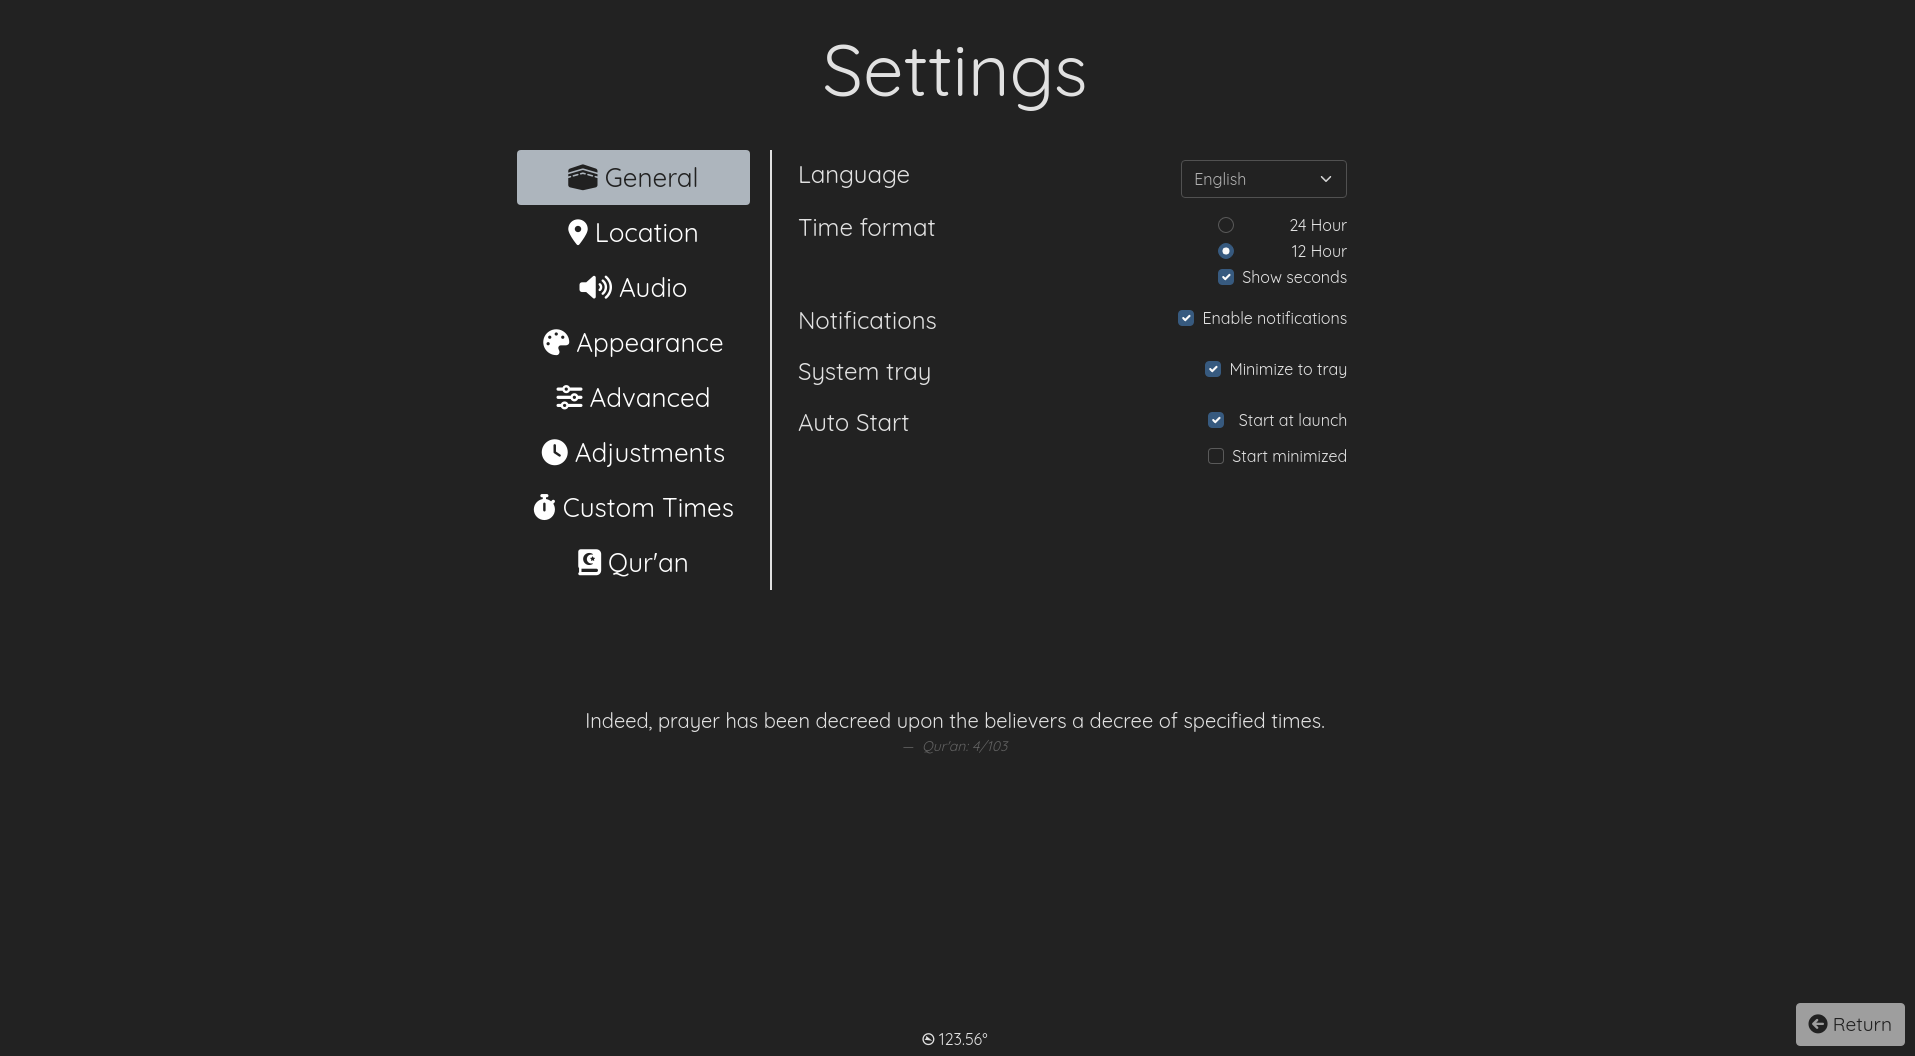 Settings
General
Location
Audio
Appearance
Advanced
Adjustments
Custom Times
Qur'an
Language
English
Time format
24 Hour
12 Hour
Show seconds
Notifications
Enable notifications
System tray
Minimize to tray
Auto Start
Start at launch
Start minimized
Indeed, prayer has been decreed upon the believers a decree of specified times.
— Qur'an: 4/103
123.56°
Return